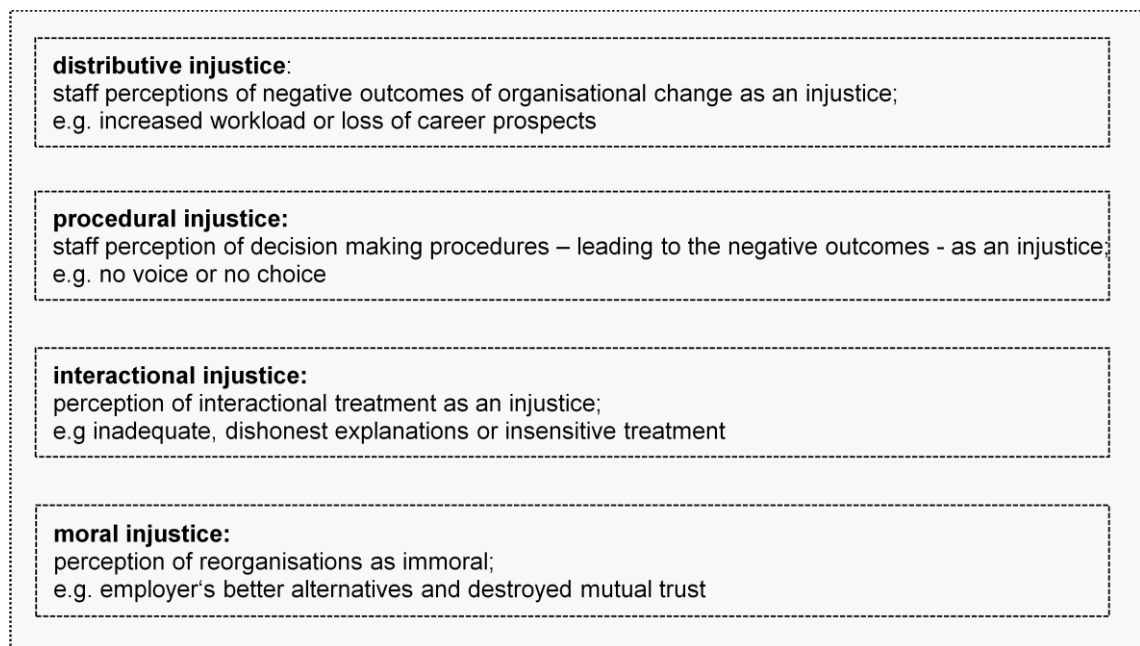 distributive injustice:
staff perceptions of negative outcomes of organisational change as an injustice;
e.g. increased workload or loss of career prospects
procedural injustice:
staff perception of decision making procedures – leading to the negative outcomes - as an injustice;
e.g. no voice or no choice
interactional injustice:
perception of interactional treatment as an injustice;
e.g inadequate, dishonest explanations or insensitive treatment
moral injustice:
perception of reorganisations as immoral;
e.g. employer‘s better alternatives and destroyed mutual trust